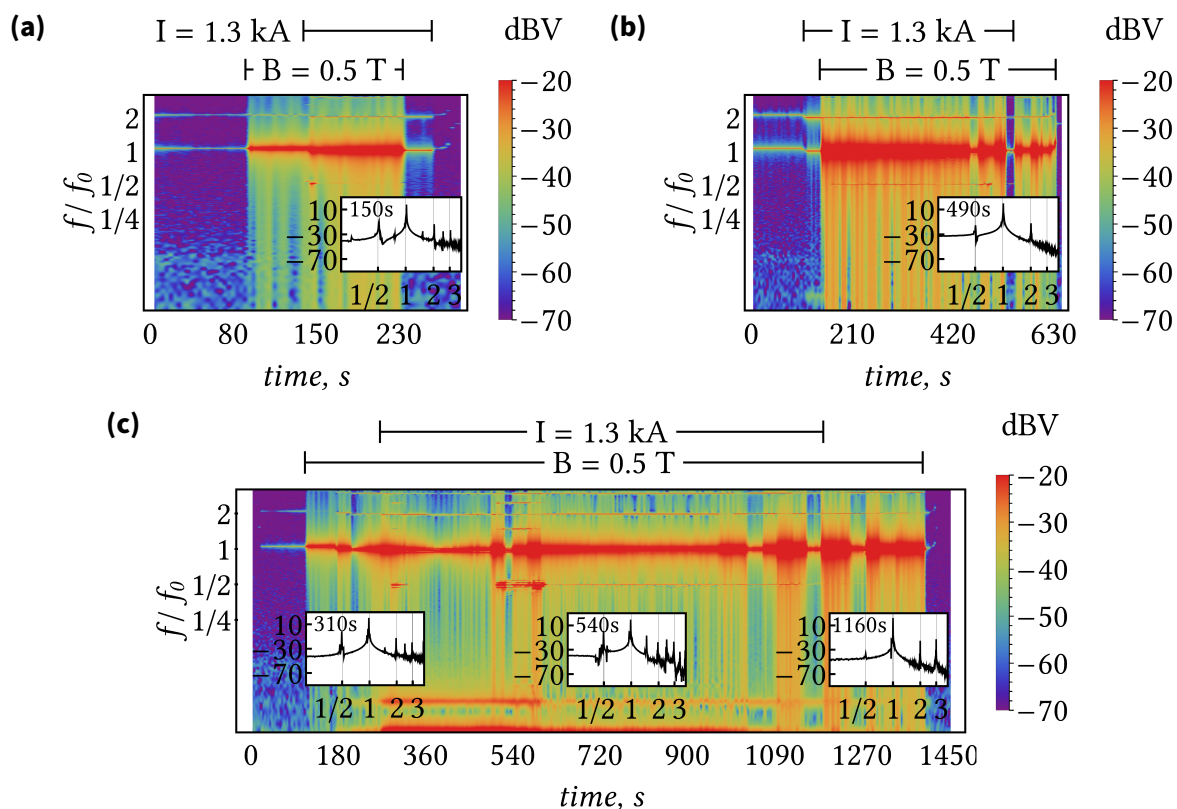 (a)
I = 1.3 kA
B = 0.5 T
dBV
−20
−30
−40
−50
−60
−70
f / f0
2
1
1/2
1/4
150s
10
−30
−70
1/2 1 2 3
0 80 150 230
time, s
(b)
I = 1.3 kA
B = 0.5 T
dBV
−20
−30
−40
−50
−60
−70
f / f0
2
1
1/2
1/4
490s
10
−30
−70
1/2 1 2 3
0 210 420 630
time, s
(c)
I = 1.3 kA
B = 0.5 T
dBV
−20
−30
−40
−50
−60
−70
f / f0
2
1
1/2
1/4
310s
10
−30
−70
1/2 1 2 3
540s
10
−30
−70
1/2 1 2 3
1160s
10
−30
−70
1/2 1 2 3
0 180 360 540 720 900 1090 1270 1450
time, s